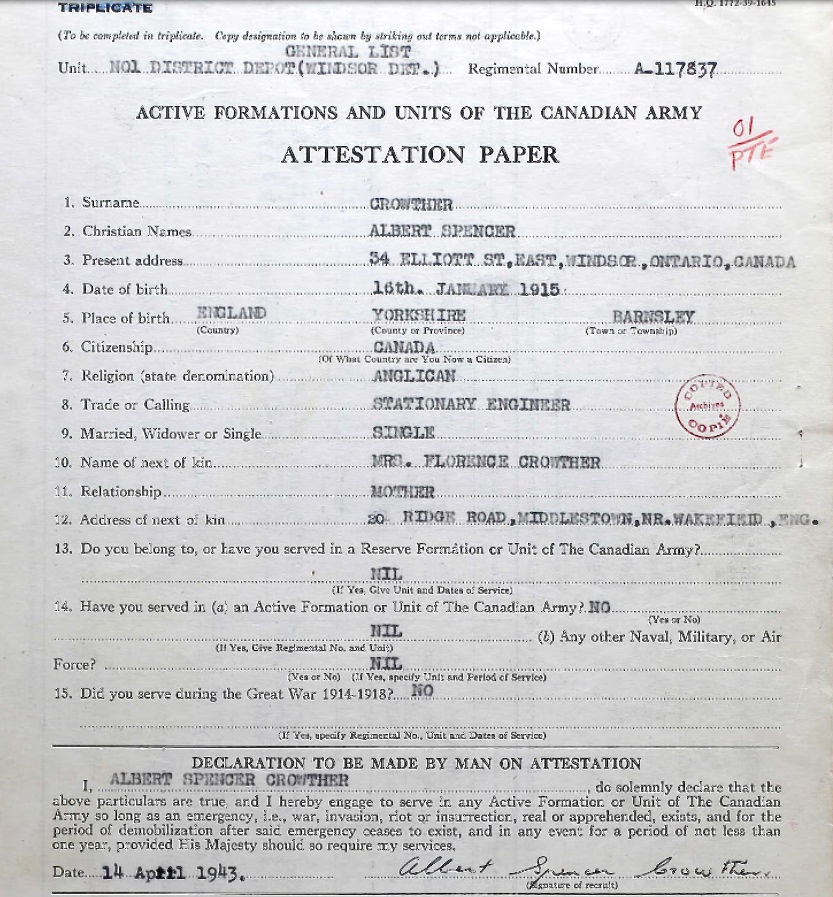 TRIPLICATE
H.Q. 1772-39-1645
(To be completed in triplicate. Copy designation to be shown by striking out terms not applicable.)
GENERAL LIST
Unit NO1 DISTRICT DEPOT(WINDSOR DET.) Regimental Number A-117837
ACTIVE FORMATIONS AND UNITS OF THE CANADIAN ARMY
01
PTE
ATTESTATION PAPER
1. Surname CROWTHER
2. Christian Names ALBERT SPENCER
3. Present address 54 ELLIOTT ST,EAST,WINDSOR,ONTARIO,CANADA
4. Date of birth 16th. JANUARY 1915
5. Place of birth ENGLAND YORKSHIRE BARNSLEY
(Country) (County or Province) (Town or Township)
6. Citizenship CANADA
(Of What Country are You Now a Citizen)
7. Religion (state denomination) ANGLICAN
8. Trade or Calling STATIONARY ENGINEER
COPIED
Archives
COPIE
9. Married, Widower or Single SINGLE
10. Name of next of kin MRS. FLORENCE CROWTHER
11. Relationship MOTHER
12. Address of next of kin 20 RIDGE ROAD,MIDDLESTOWN,NR.WAKEFIEID,ENG.
13. Do you belong to, or have you served in a Reserve Formation or Unit of The Canadian Army?
NIL
(If Yes, Give Unit and Dates of Service)
14. Have you served in (a) an Active Formation or Unit of The Canadian Army? NO
(Yes or No)
NIL (b) Any other Naval, Military, or Air
(If Yes, Give Regimental No. and Unit)
Force? NIL
(Yes or No) (If Yes, specify Unit and Period of Service)
15. Did you serve during the Great War 1914-1918? NO
(If Yes, specify Regimental No., Unit and Dates of Service)
DECLARATION TO BE MADE BY MAN ON ATTESTATION
I, ALBERT SPENCER CROWTHER, do solemnly declare that the
above particulars are true, and I hereby engage to serve in any Active Formation or Unit of The Canadian
Army so long as an emergency, i.e., war, invasion, riot or insurrection, real or apprehended, exists, and for the
period of demobilization after said emergency ceases to exist, and in any event for a period of not less than
one year, provided His Majesty should so require my services.
Date 14 April 1943. Albert Spencer Crowther.
(Signature of recruit)